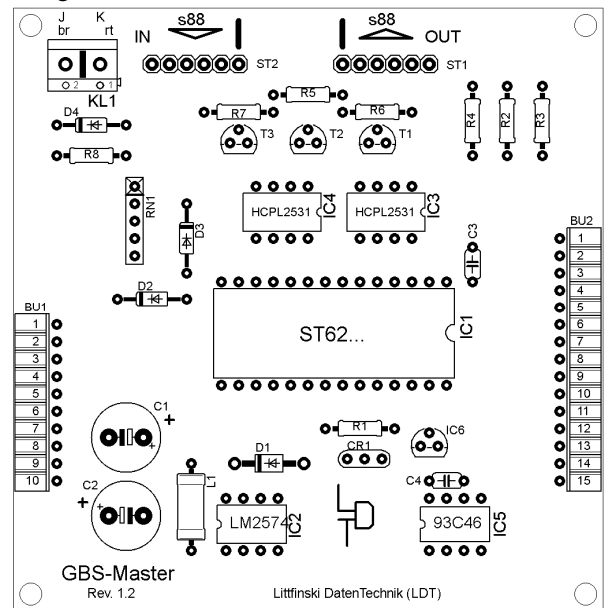 J K
br rt
s88
IN
s88
OUT
ST2
ST1
2 1
KL1
R5
R7
R6
D4
T3
T2
T1
R4
R2
R3
R8
RN1
HCPL2531
IC4
HCPL2531
IC3
D3
C3
BU2
D2
1
2
3
4
5
6
7
8
9
10
11
12
13
14
15
BU1
1
2
3
4
5
6
7
8
9
10
ST62...
IC1
C1
+
+
R1
CR1
IC6
D1
C2
+
+
L1
C4
LM2574
IC2
93C46
IC5
GBS-Master
Rev. 1.2
Littfinski DatenTechnik (LDT)